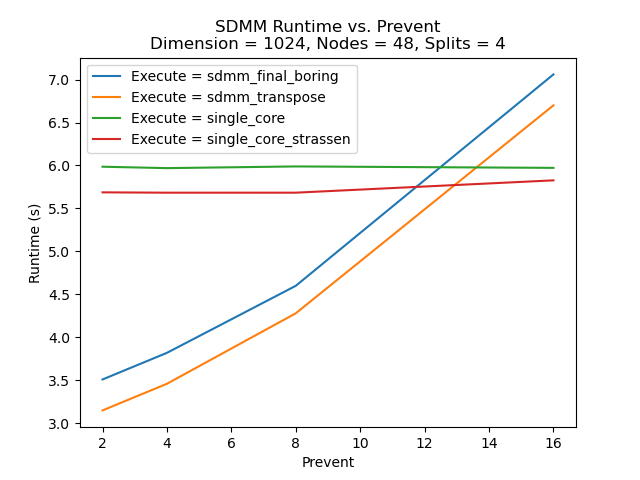 SDMM Runtime vs. Prevent
Dimension = 1024, Nodes = 48, Splits = 4
Execute = sdmm_final_boring
Execute = sdmm_transpose
Execute = single_core
Execute = single_core_strassen
Runtime (s)
7.0
6.5
6.0
5.5
5.0
4.5
4.0
3.5
3.0
2 4 6 8 10 12 14 16
Prevent